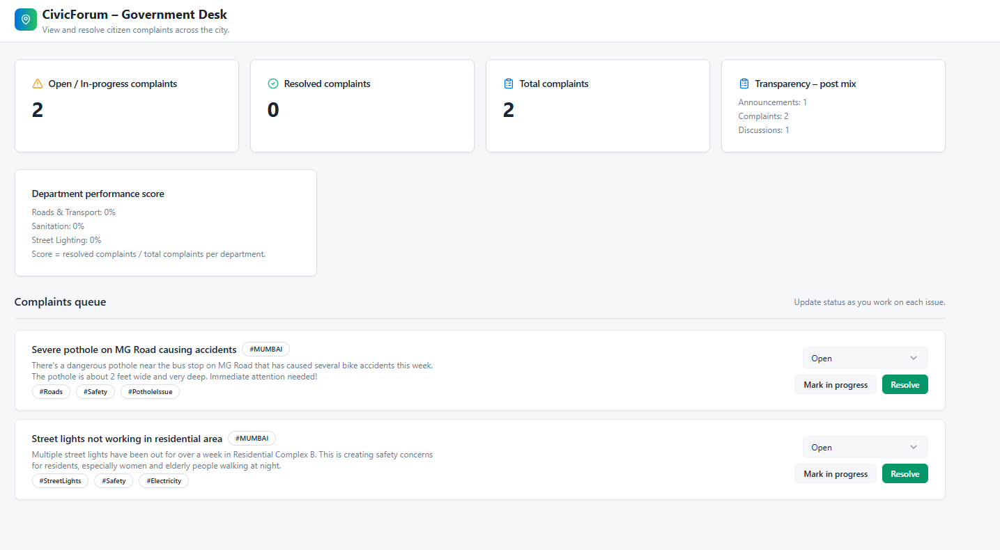 CivicForum – Government Desk
View and resolve citizen complaints across the city.
Open / In-progress complaints
2
Resolved complaints
0
Total complaints
2
Transparency – post mix
Announcements: 1
Complaints: 2
Discussions: 1
Department performance score
Roads & Transport: 0%
Sanitation: 0%
Street Lighting: 0%
Score = resolved complaints / total complaints per department.
Complaints queue
Update status as you work on each issue.
Severe pothole on MG Road causing accidents #MUMBAI
There's a dangerous pothole near the bus stop on MG Road that has caused several bike accidents this week.
The pothole is about 2 feet wide and very deep. Immediate attention needed!
#Roads #Safety #PotholeIssue
Open
Mark in progress Resolve
Street lights not working in residential area #MUMBAI
Multiple street lights have been out for over a week in Residential Complex B. This is creating safety concerns
for residents, especially women and elderly people walking at night.
#StreetLights #Safety #Electricity
Open
Mark in progress Resolve